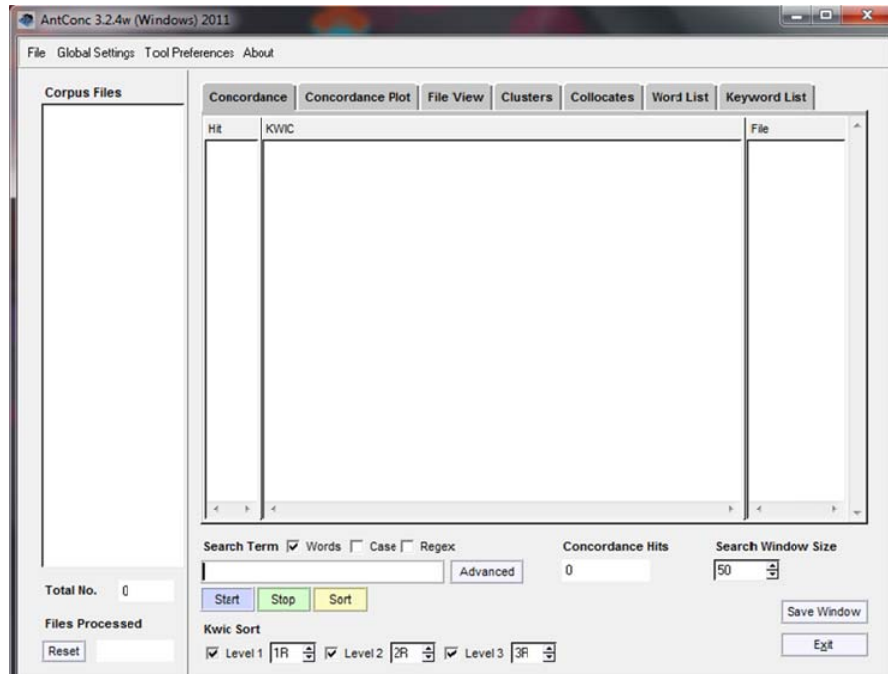 AntConc 3.2.4w (Windows) 2011
File Global Settings Tool Preferences About
Corpus Files
Concordance Concordance Plot File View Clusters Collocates Word List Keyword List
Hit KWIC File
Search Term Words Case Regex Concordance Hits Search Window Size
Advanced 0 50
Total No. 0
Start Stop Sort
Save Window
Files Processed
Kwic Sort
Reset
Level 1 1R Level 2 2R Level 3 3R
Exit